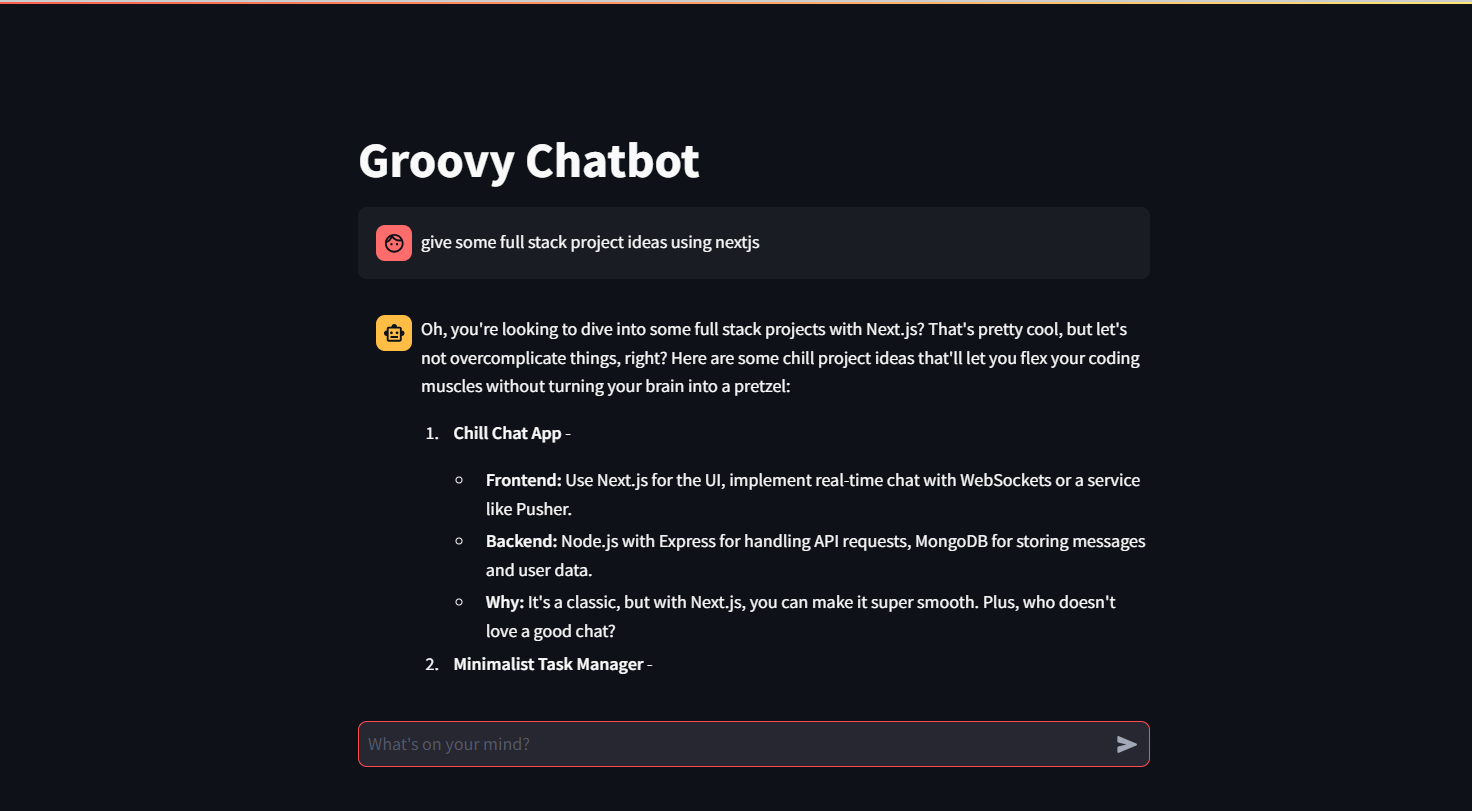 Groovy Chatbot
give some full stack project ideas using nextjs
Oh, you're looking to dive into some full stack projects with Next.js? That's pretty cool, but let's
not overcomplicate things, right? Here are some chill project ideas that'll let you flex your coding
muscles without turning your brain into a pretzel:
1. Chill Chat App -
Frontend: Use Next.js for the UI, implement real-time chat with WebSockets or a service
like Pusher.
Backend: Node.js with Express for handling API requests, MongoDB for storing messages
and user data.
Why: It's a classic, but with Next.js, you can make it super smooth. Plus, who doesn't
love a good chat?
2. Minimalist Task Manager -
What's on your mind?